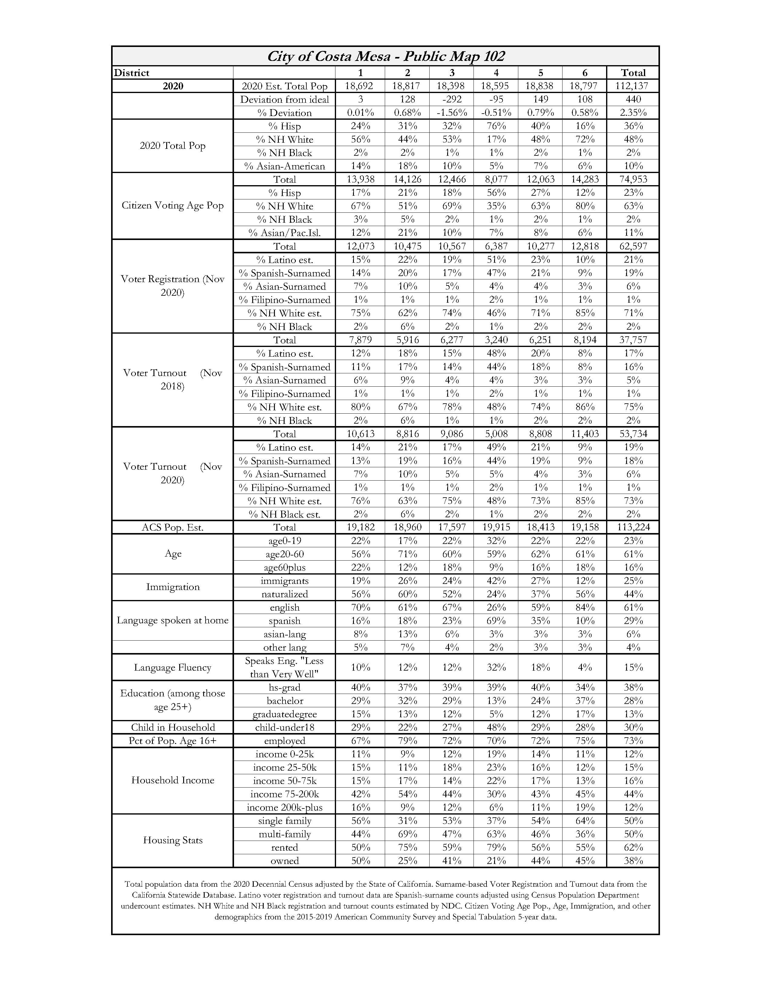 City of Costa Mesa - Public Map 102
District 1 2 3 4 5 6 Total
2020 2020 Est. Total Pop 18,692 18,817 18,398 18,595 18,838 18,797 112,137
Deviation from ideal 3 128 -292 -95 149 108 440
% Deviation 0.01% 0.68% -1.56% -0.51% 0.79% 0.58% 2.35%
2020 Total Pop
% Hisp 24% 31% 32% 76% 40% 16% 36%
% NH White 56% 44% 53% 17% 48% 72% 48%
% NH Black 2% 2% 1% 1% 2% 1% 2%
% Asian-American 14% 18% 10% 5% 7% 6% 10%
Citizen Voting Age Pop
Total 13,938 14,126 12,466 8,077 12,063 14,283 74,953
% Hisp 17% 21% 18% 56% 27% 12% 23%
% NH White 67% 51% 69% 35% 63% 80% 63%
% NH Black 3% 5% 2% 1% 2% 1% 2%
% Asian/Pac.Isl. 12% 21% 10% 7% 8% 6% 11%
Voter Registration (Nov
2020)
Total 12,073 10,475 10,567 6,387 10,277 12,818 62,597
% Latino est. 15% 22% 19% 51% 23% 10% 21%
% Spanish-Surnamed 14% 20% 17% 47% 21% 9% 19%
% Asian-Surnamed 7% 10% 5% 4% 4% 3% 6%
% Filipino-Surnamed 1% 1% 1% 2% 1% 1% 1%
% NH White est. 75% 62% 74% 46% 71% 85% 71%
% NH Black 2% 6% 2% 1% 2% 2% 2%
Voter Turnout (Nov
2018)
Total 7,879 5,916 6,277 3,240 6,251 8,194 37,757
% Latino est. 12% 18% 15% 48% 20% 8% 17%
% Spanish-Surnamed 11% 17% 14% 44% 18% 8% 16%
% Asian-Surnamed 6% 9% 4% 4% 3% 3% 5%
% Filipino-Surnamed 1% 1% 1% 2% 1% 1% 1%
% NH White est. 80% 67% 78% 48% 74% 86% 75%
% NH Black 2% 6% 1% 1% 2% 2% 2%
Voter Turnout (Nov
2020)
Total 10,613 8,816 9,086 5,008 8,808 11,403 53,734
% Latino est. 14% 21% 17% 49% 21% 9% 19%
% Spanish-Surnamed 13% 19% 16% 44% 19% 9% 18%
% Asian-Surnamed 7% 10% 5% 5% 4% 3% 6%
% Filipino-Surnamed 1% 1% 1% 2% 1% 1% 1%
% NH White est. 76% 63% 75% 48% 73% 85% 73%
% NH Black est. 2% 6% 2% 1% 2% 2% 2%
ACS Pop. Est. Total 19,182 18,960 17,597 19,915 18,413 19,158 113,224
Age
age0-19 22% 17% 22% 32% 22% 22% 23%
age20-60 56% 71% 60% 59% 62% 61% 61%
age60plus 22% 12% 18% 9% 16% 18% 16%
Immigration
immigrants 19% 26% 24% 42% 27% 12% 25%
naturalized 56% 60% 52% 24% 37% 56% 44%
Language spoken at home
english 70% 61% 67% 26% 59% 84% 61%
spanish 16% 18% 23% 69% 35% 10% 29%
asian-lang 8% 13% 6% 3% 3% 3% 6%
other lang 5% 7% 4% 2% 3% 3% 4%
Language Fluency
Speaks Eng. "Less
than Very Well" 10% 12% 12% 32% 18% 4% 15%
Education (among those
age 25+)
hs-grad 40% 37% 39% 39% 40% 34% 38%
bachelor 29% 32% 29% 13% 24% 37% 28%
graduatedegree 15% 13% 12% 5% 12% 17% 13%
Child in Household child-under18 29% 22% 27% 48% 29% 28% 30%
Pct of Pop. Age 16+ employed 67% 79% 72% 70% 72% 75% 73%
Household Income
income 0-25k 11% 9% 12% 19% 14% 11% 12%
income 25-50k 15% 11% 18% 23% 16% 12% 15%
income 50-75k 15% 17% 14% 22% 17% 13% 16%
income 75-200k 42% 54% 44% 30% 43% 45% 44%
income 200k-plus 16% 9% 12% 6% 11% 19% 12%
Housing Stats
single family 56% 31% 53% 37% 54% 64% 50%
multi-family 44% 69% 47% 63% 46% 36% 50%
rented 50% 75% 59% 79% 56% 55% 62%
owned 50% 25% 41% 21% 44% 45% 38%
Total population data from the 2020 Decennial Census adjusted by the State of California. Surname-based Voter Registration and Turnout data from the
California Statewide Database. Latino voter registration and turnout data are Spanish-surname counts adjusted using Census Population Department
undercount estimates. NH White and NH Black registration and turnout counts estimated by NDC. Citizen Voting Age Pop., Age, Immigration, and other
demographics from the 2015-2019 American Community Survey and Special Tabulation 5-year data.